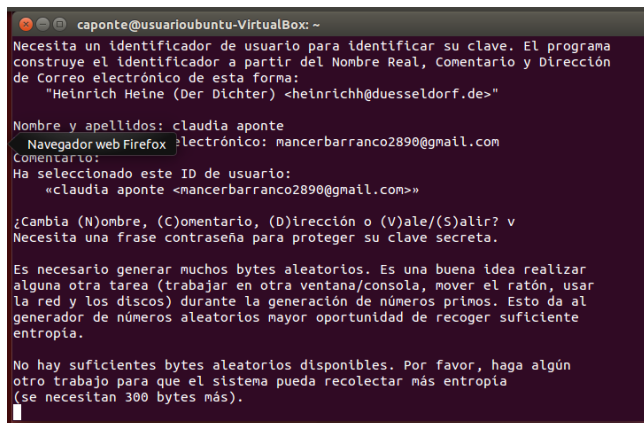 caponte@usuarioubuntu-VirtualBox: ~
Necesita un identificador de usuario para identificar su clave. El programa
construye el identificador a partir del Nombre Real, Comentario y Dirección
de Correo electrónico de esta forma:
"Heinrich Heine (Der Dichter) <heinrichh@duesseldorf.de>"
Nombre y apellidos: claudia aponte
Navegador web Firefox electrónico: mancerbarranco2890@gmail.com
Comentario:
Ha seleccionado este ID de usuario:
«claudia aponte <mancerbarranco2890@gmail.com>»
¿Cambia (N)ombre, (C)omentario, (D)irección o (V)ale/(S)alir? v
Necesita una frase contraseña para proteger su clave secreta.
Es necesario generar muchos bytes aleatorios. Es una buena idea realizar
alguna otra tarea (trabajar en otra ventana/consola, mover el ratón, usar
la red y los discos) durante la generación de números primos. Esto da al
generador de números aleatorios mayor oportunidad de recoger suficiente
entropía.
No hay suficientes bytes aleatorios disponibles. Por favor, haga algún
otro trabajo para que el sistema pueda recolectar más entropía
(se necesitan 300 bytes más).